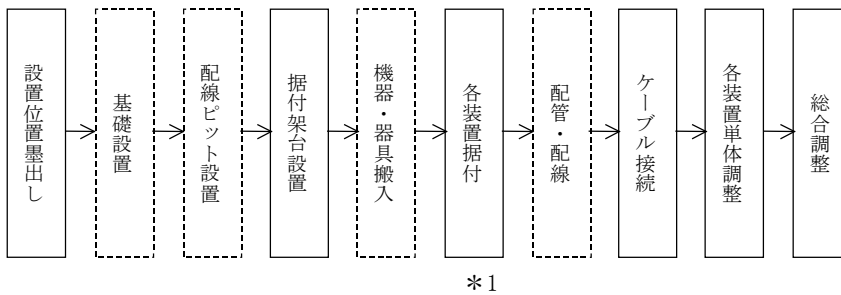 設置位置墨出し
基礎設置
配線ピット設置
据付架台設置
機器・器具搬入
各装置据付
配管・配線
ケーブル接続
各装置単体調整
総合調整
＊1